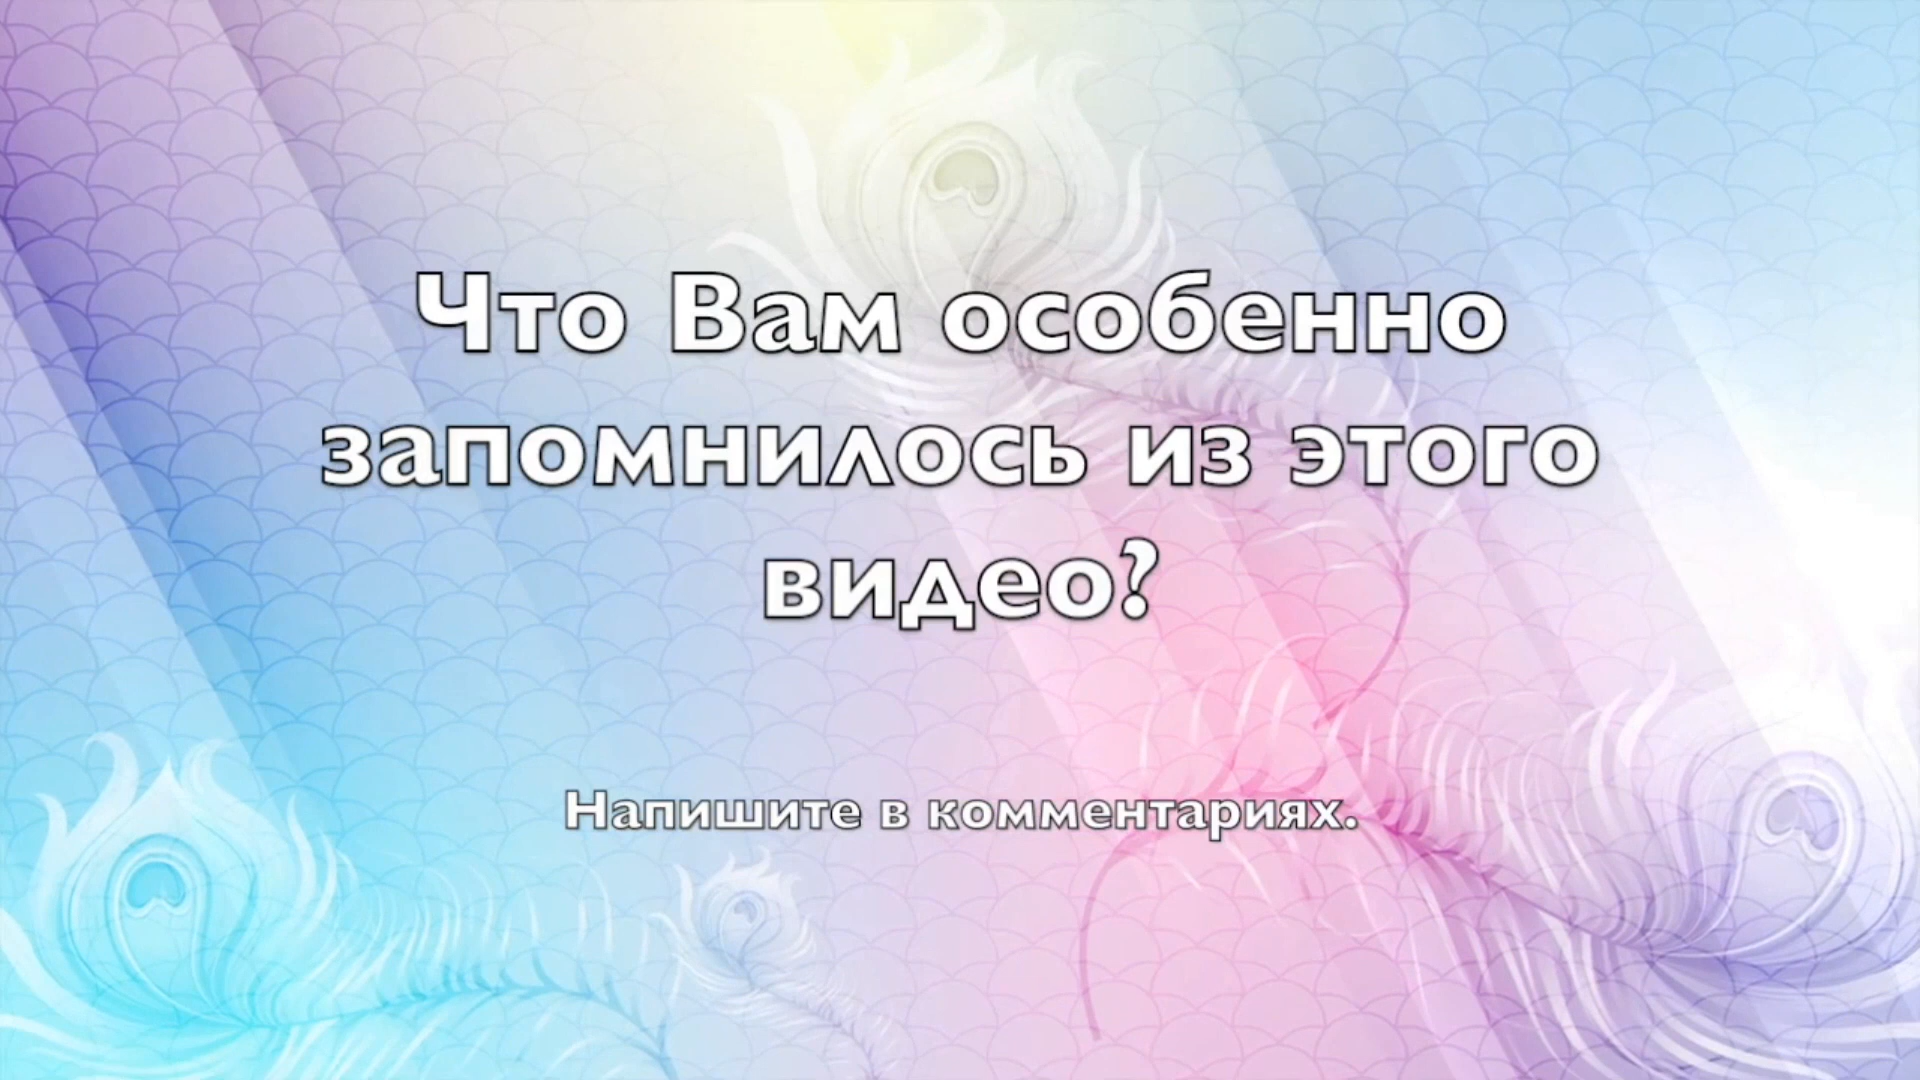 Что Вам особенно
запомнилось из этого
видео?
Напишите в комментариях.